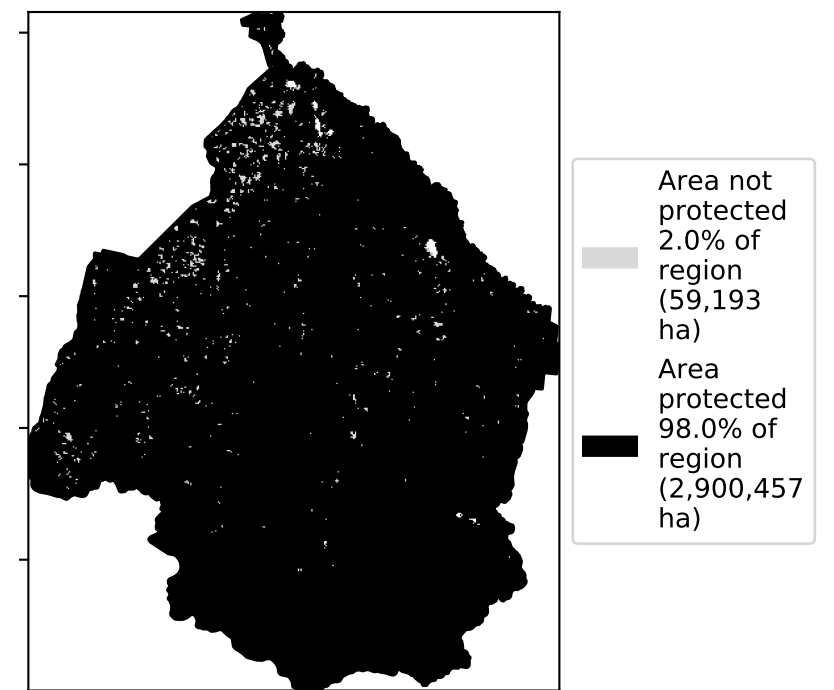 Area not
protected
2.0% of
region
(59,193
ha)
Area
protected
98.0% of
region
(2,900,457
ha)